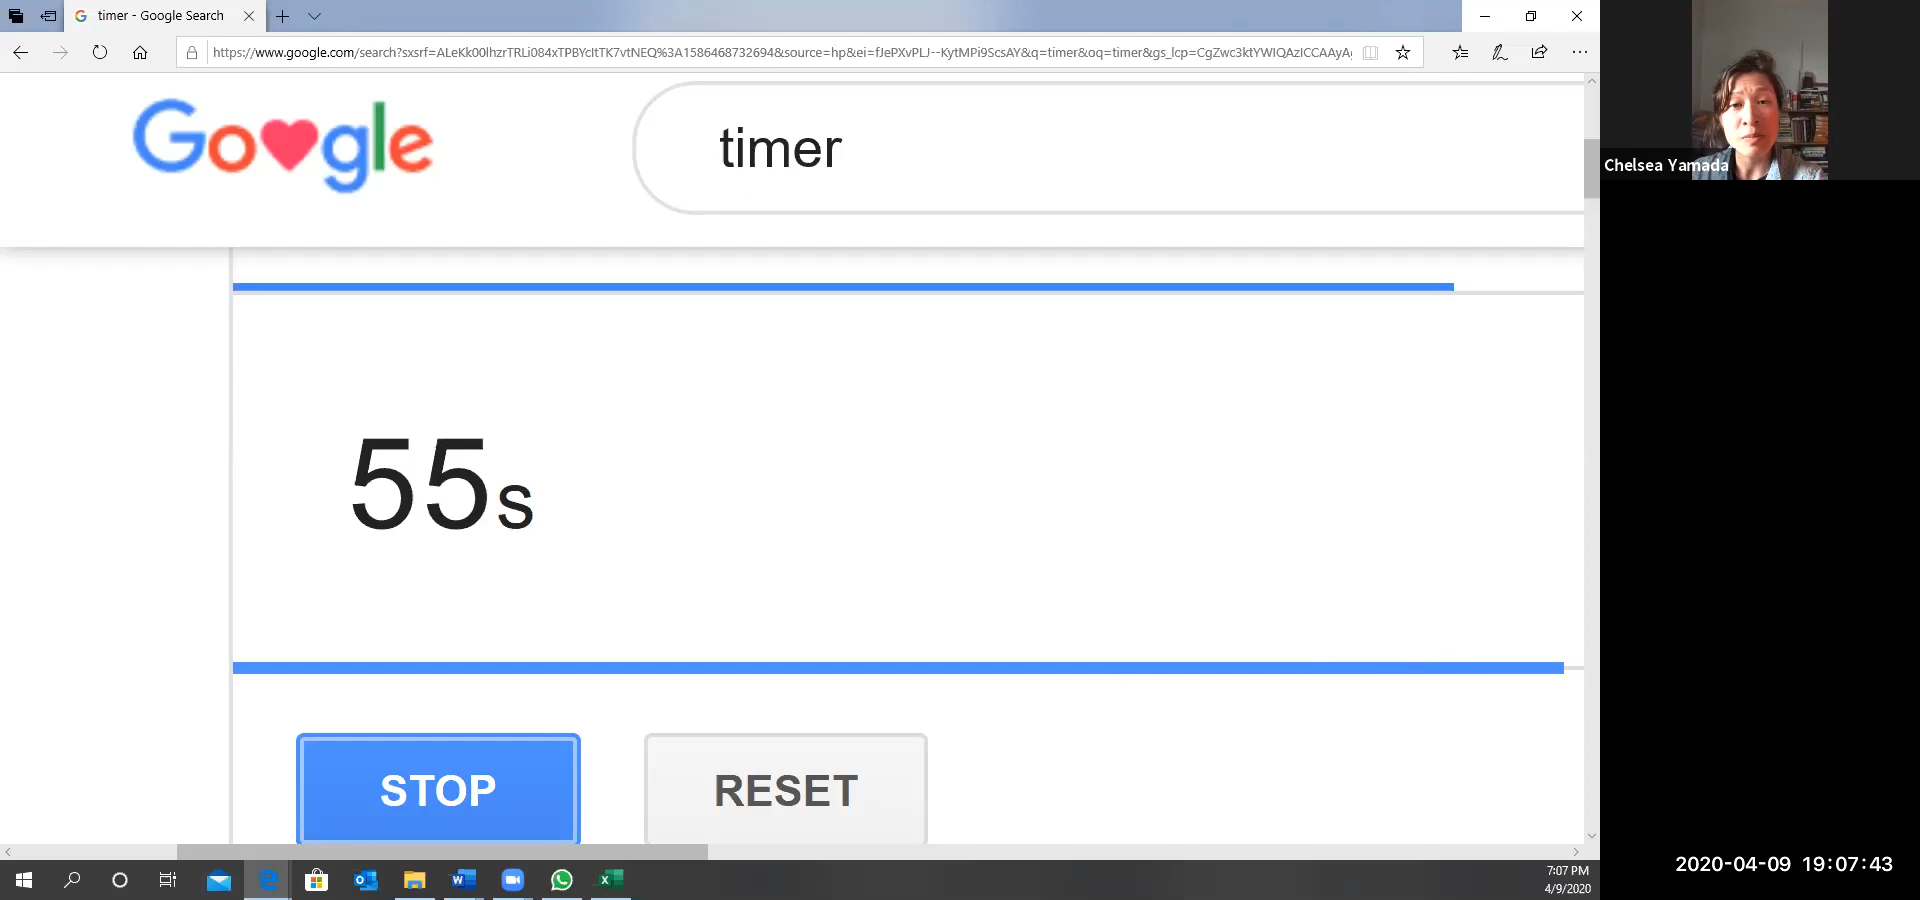 timer - Google Search
https://www.google.com/search?sxsrf=ALeKk00lhzrTRLi084xTPBYcItTK7vtNEQ%3A1586468732694&source=hp&ei=fJePXvPLJ--KytMPi9ScsAY&q=timer&oq=timer&gs_lcp=CgZwc3ktYWIQAzICCAAyA
Go❤gle
timer
Chelsea Yamada
55s
STOP
RESET
7:07 PM
4/9/2020
2020-04-09 19:07:43